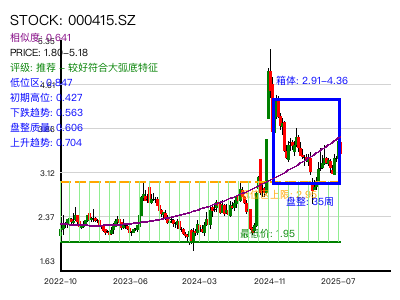 STOCK: 000415.SZ
相似度: 0.641
PRICE: 1.80–5.18
评级: 推荐 – 较好符合大弧底特征
低位区: 0.847
初期高位: 0.427
下跌趋势: 0.563
盘整质量: 0.606
上升趋势: 0.704
箱体: 2.91–4.36
盘整: 35周
最低价: 1.95
5.35
3.12
2.37
1.63
2022–10 2023–06 2024–03 2024–11 2025–07